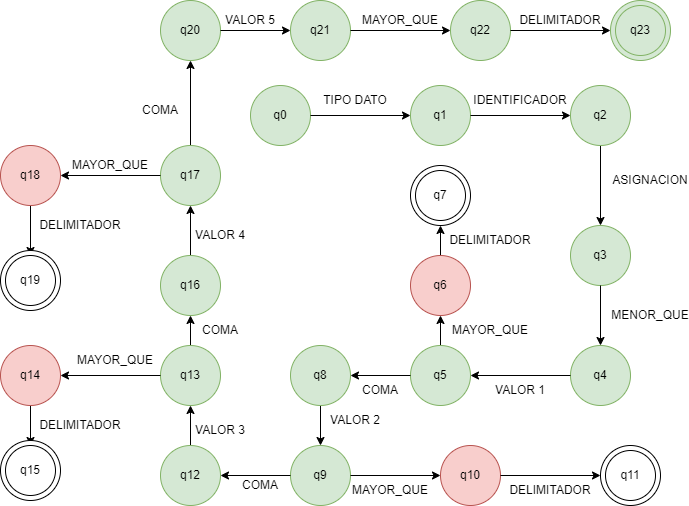 q20 VALOR 5 q21 MAYOR_QUE q22 DELIMITADOR q23
COMA
q0 TIPO DATO q1 IDENTIFICADOR q2
q18 MAYOR_QUE q17
ASIGNACION
q7
DELIMITADOR
VALOR 4
DELIMITADOR
q3
q19
q16
q6
MENOR_QUE
COMA
MAYOR_QUE
q14 MAYOR_QUE q13
q8 COMA q5 VALOR 1 q4
DELIMITADOR
VALOR 3
VALOR 2
q15
q12 COMA q9 MAYOR_QUE q10 DELIMITADOR q11